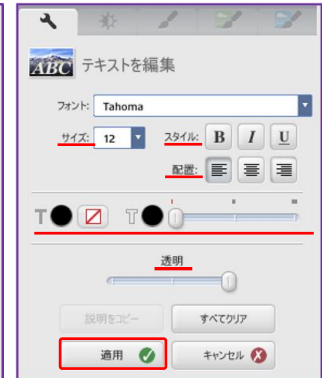 ABC テキストを編集
フォント: Tahoma
サイズ: 12 スタイル: B I U
配置:
T T
透明
説明をコピー すべてクリア
適用 キャンセル